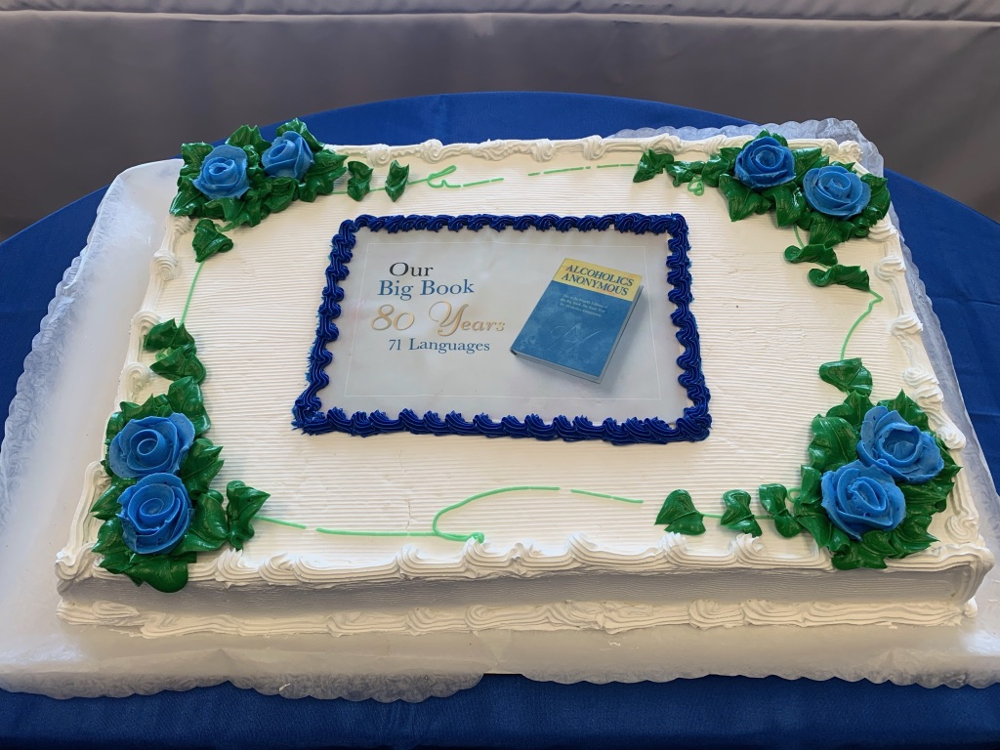 Our
Big Book
80 Years
71 Languages
ALCOHOLICS
ANONYMOUS